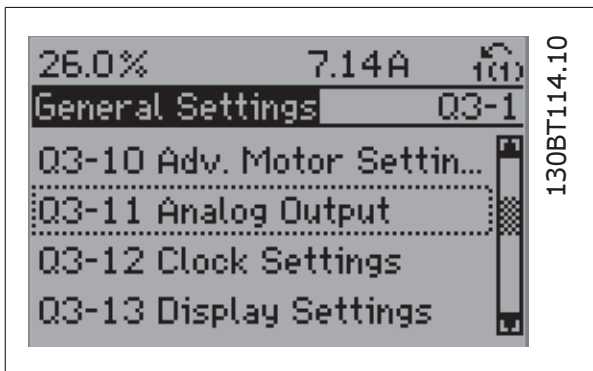 26.0% 7.14A 1(1)
General Settings Q3-1
Q3-10 Adv. Motor Settin...
Q3-11 Analog Output
Q3-12 Clock Settings
Q3-13 Display Settings
130BT114.10